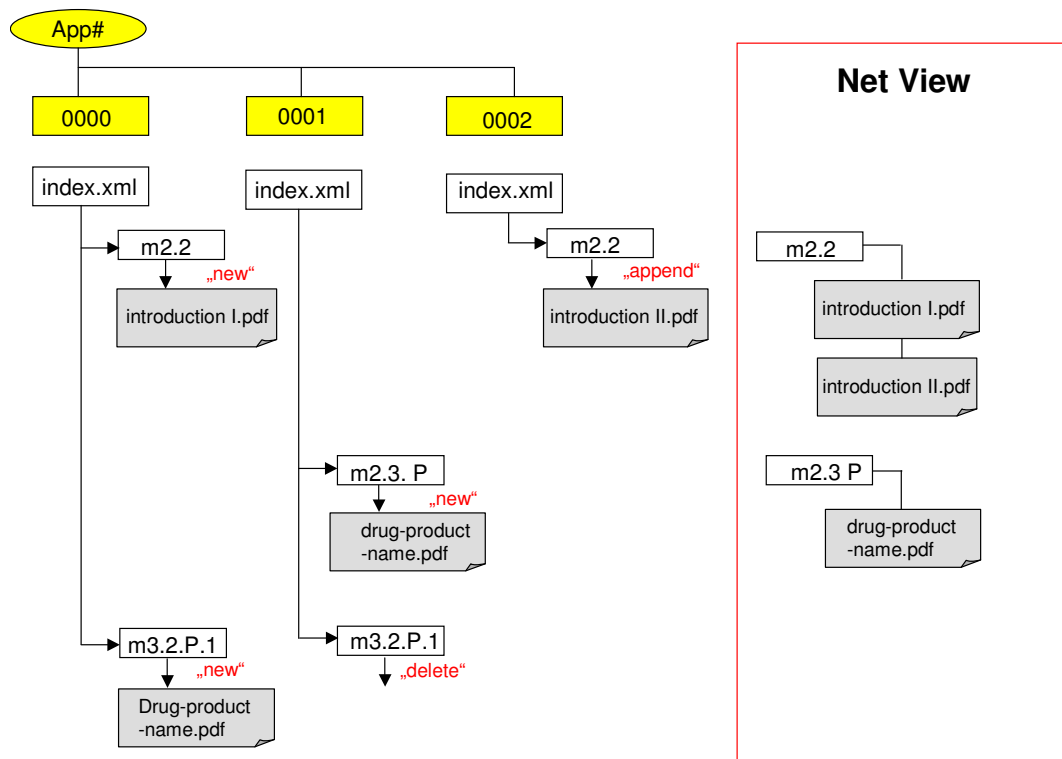 App#
Net View
0000
0001
0002
index.xml
index.xml
index.xml
m2.2
„new“
introduction I.pdf
m2.2
„append“
introduction II.pdf
m2.2
introduction I.pdf
introduction II.pdf
m2.3. P
„new“
drug-product
-name.pdf
m2.3 P
drug-product
-name.pdf
m3.2.P.1
„new“
Drug-product
-name.pdf
m3.2.P.1
„delete“